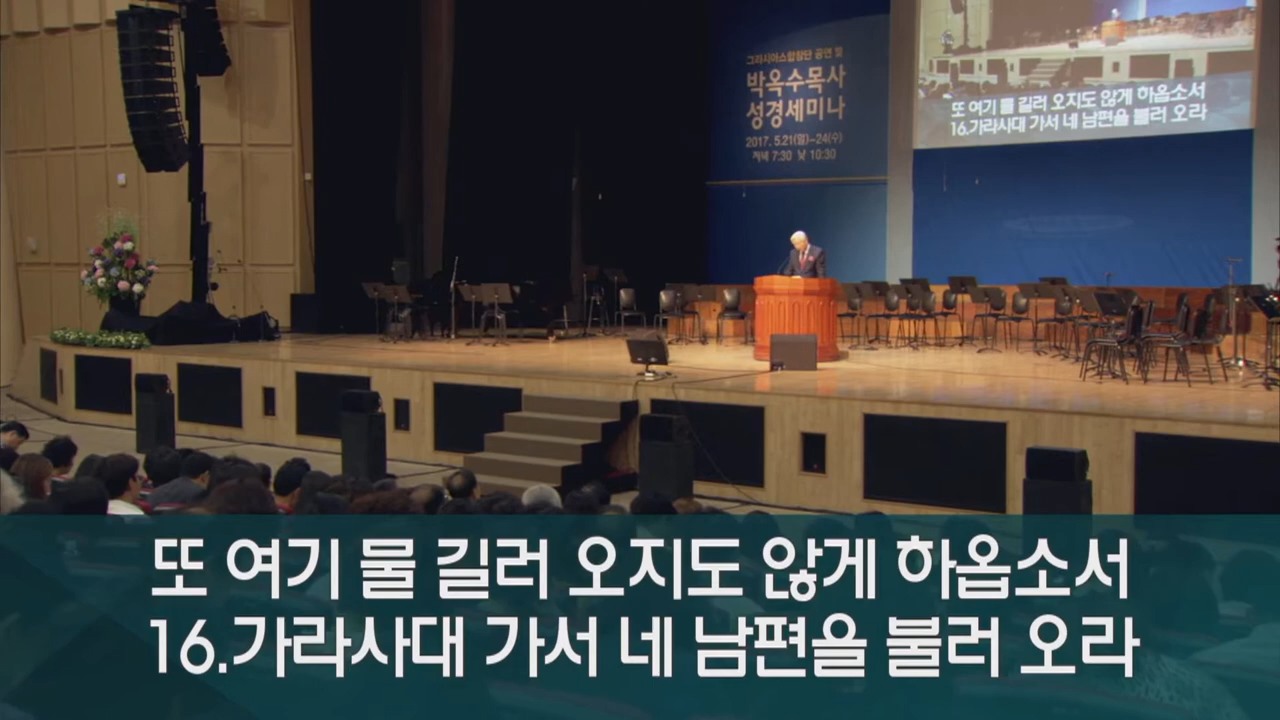 그라시아스합창단 공연 및
박옥수목사
성경세미나
2017. 5.21(일)-24(수)
저녁 7:30 낮 10:30
또 여기 물 길러 오지도 않게 하옵소서
16.가라사대 가서 네 남편을 불러 오라
또 여기 물 길러 오지도 않게 하옵소서
16.가라사대 가서 네 남편을 불러 오라